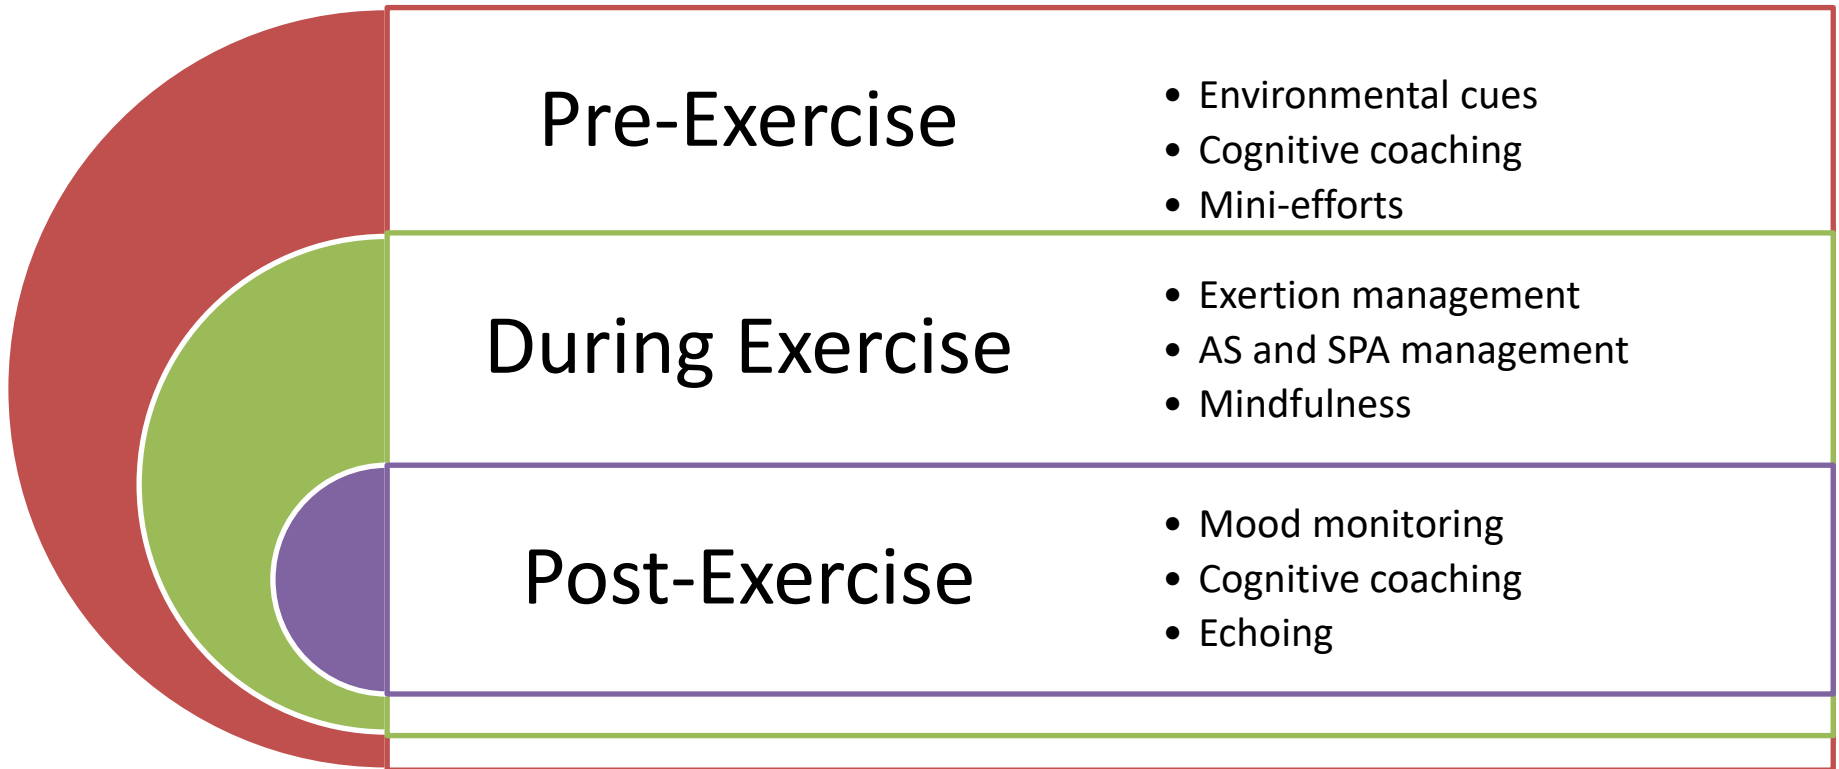 Pre-Exercise
• Environmental cues
• Cognitive coaching
• Mini-efforts
During Exercise
• Exertion management
• AS and SPA management
• Mindfulness
Post-Exercise
• Mood monitoring
• Cognitive coaching
• Echoing